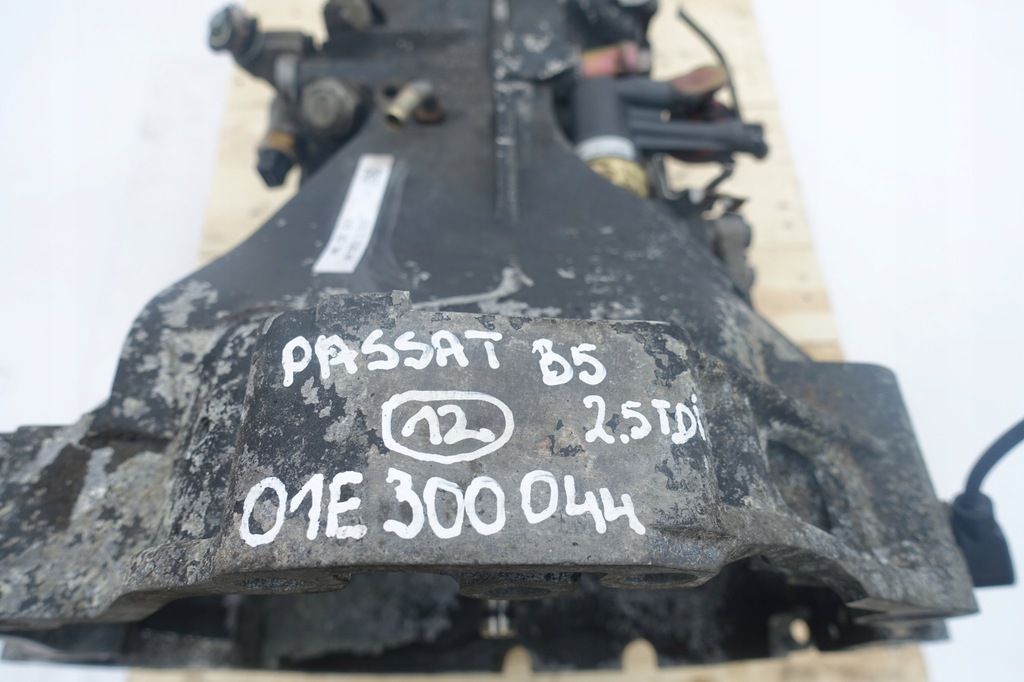 PASSAT B5
12. 2.5TDi
01E 300 044